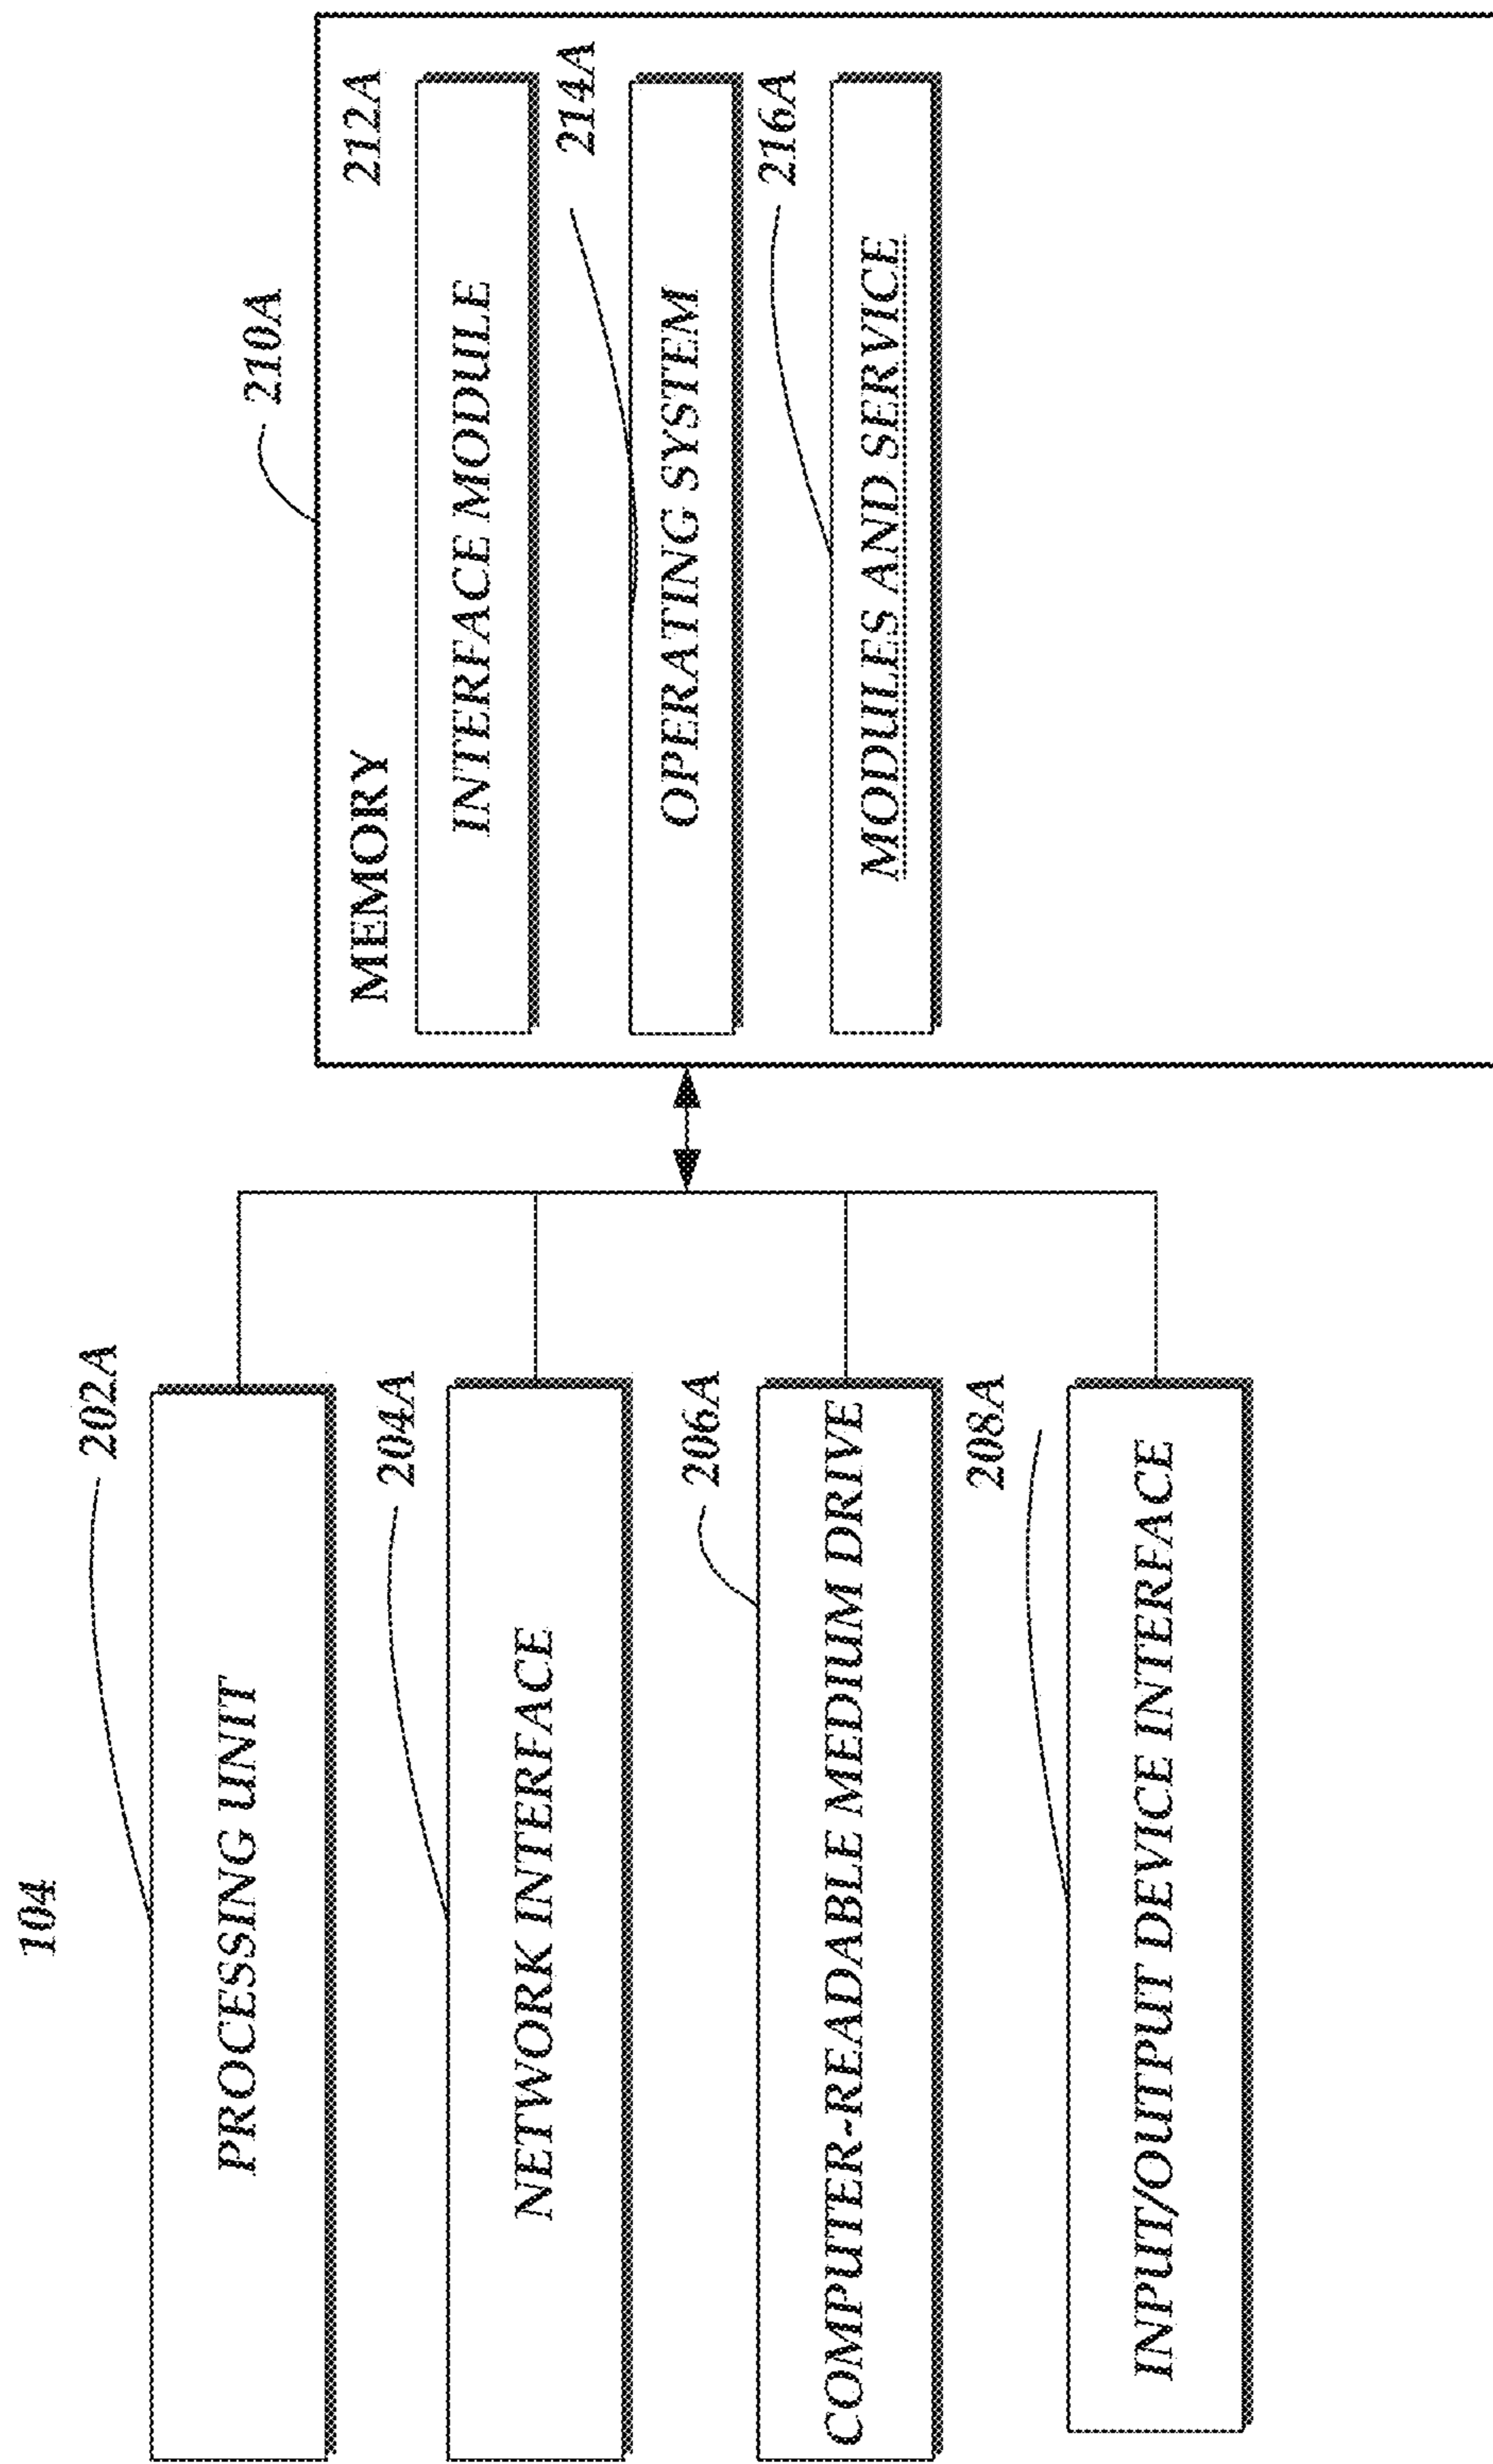 104
202A
PROCESSING UNIT
204A
NETWORK INTERFACE
206A
COMPUTER-READABLE MEDIUM DRIVE
208A
INPUT/OUTPUT DEVICE INTERFACE
210A
MEMORY
212A
INTERFACE MODULE
214A
OPERATING SYSTEM
216A
MODULES AND SERVICE